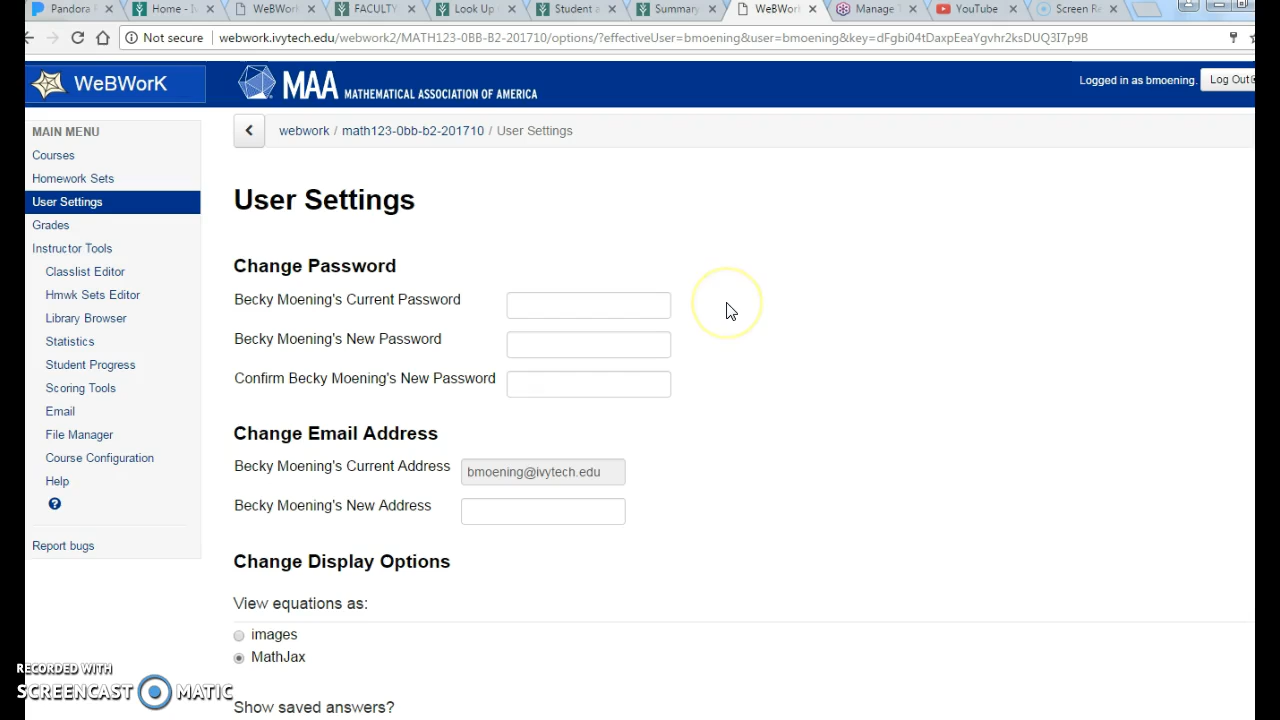 Pandora
Home - Iv
WeBWork
FACULTY
Look Up
Student a
Summary
WeBWork
Manage T
YouTube
Screen Re
Not secure webwork.ivytech.edu/webwork2/MATH123-0BB-B2-201710/options/?effectiveUser=bmoening&user=bmoening&key=dFgbi04tDaxpEeaYgvhr2ksDUQ3I7p9B
WeBWorK
MAA MATHEMATICAL ASSOCIATION OF AMERICA
Logged in as bmoening. Log Out
MAIN MENU
Courses
Homework Sets
User Settings
Grades
Instructor Tools
Classlist Editor
Hmwk Sets Editor
Library Browser
Statistics
Student Progress
Scoring Tools
Email
File Manager
Course Configuration
Help
?
Report bugs
webwork / math123-0bb-b2-201710 / User Settings
User Settings
Change Password
Becky Moening's Current Password
Becky Moening's New Password
Confirm Becky Moening's New Password
Change Email Address
Becky Moening's Current Address bmoening@ivytech.edu
Becky Moening's New Address
Change Display Options
View equations as:
images
MathJax
Show saved answers?
RECORDED WITH
SCREENCAST MATIC